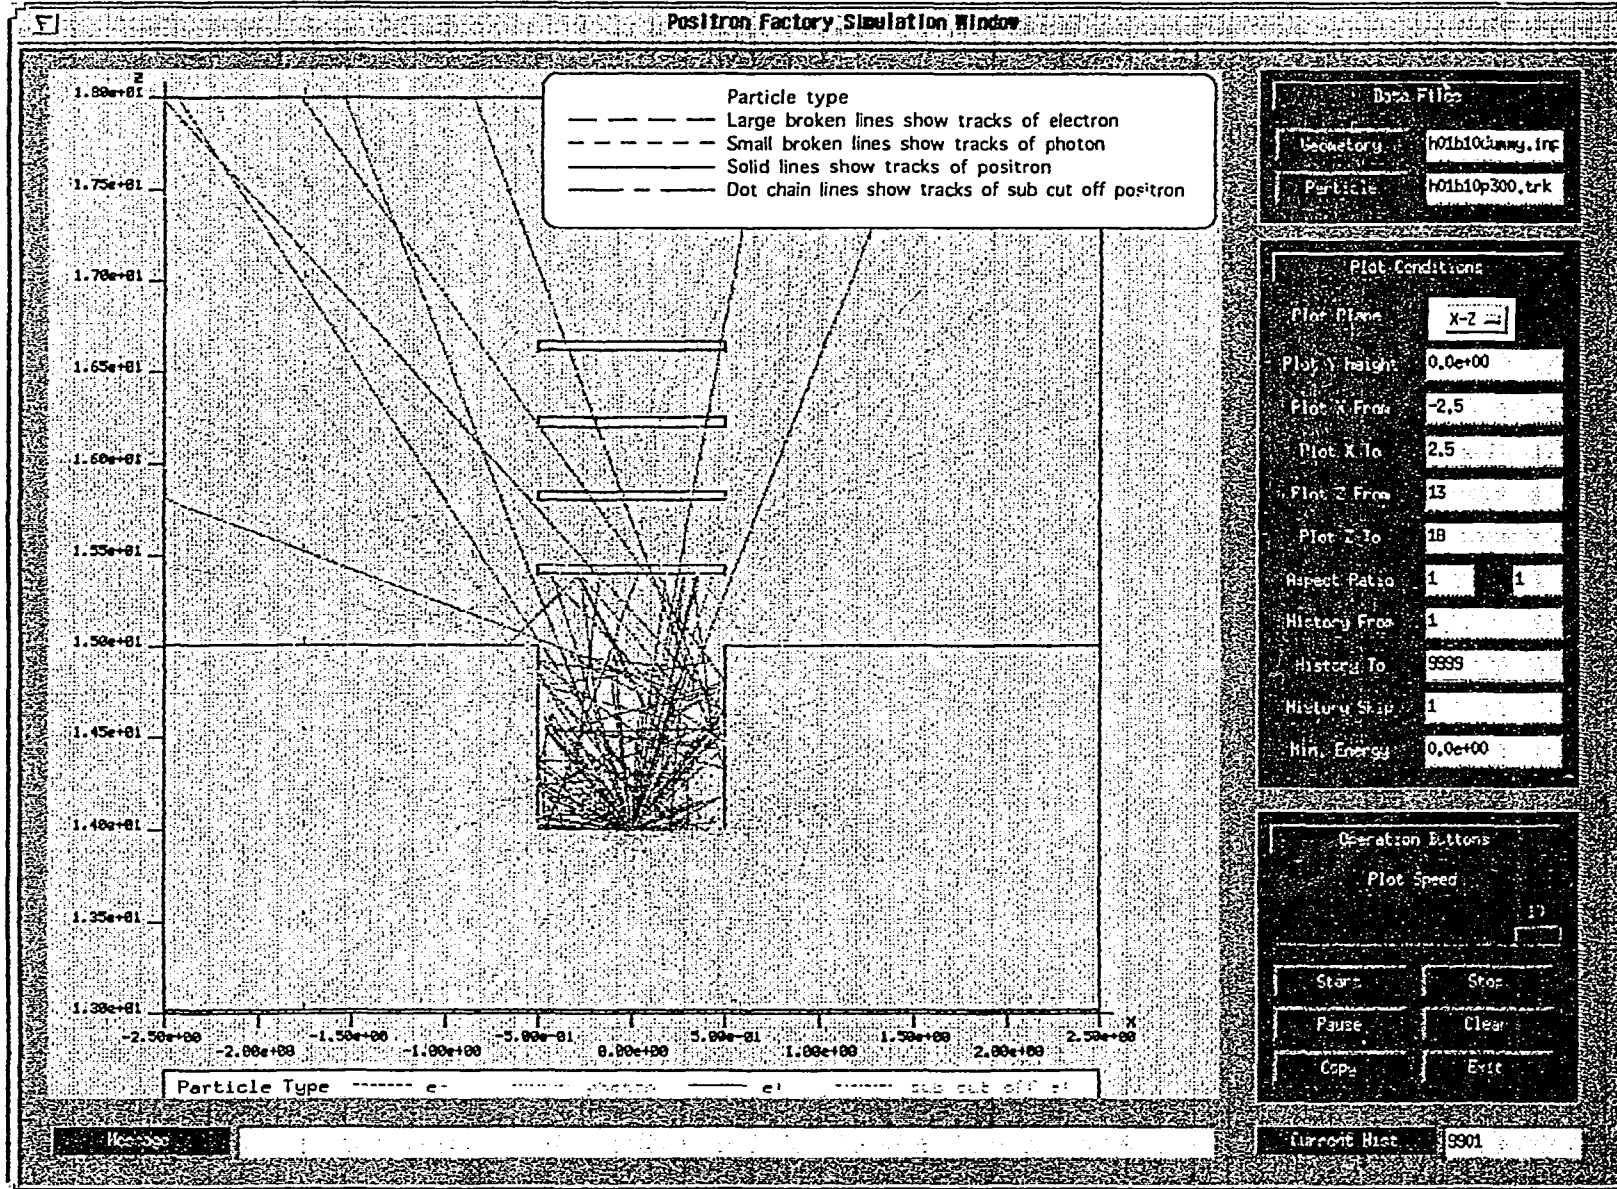 Positron Factory Simulation Window
z
1.80e+01
1.75e+01
1.70e+01
1.65e+01
1.60e+01
1.55e+01
1.50e+01
1.45e+01
1.40e+01
1.35e+01
1.30e+01
Particle type
Large broken lines show tracks of electron
Small broken lines show tracks of photon
Solid lines show tracks of positron
Dot chain lines show tracks of sub cut off positron
-2.50e+00
-2.00e+00
-1.50e+00
-1.00e+00
-5.00e-01
0.00e+00
5.00e-01
1.00e+00
1.50e+00
2.00e+00
2.50e+00
X
Particle Type e- photon e+ sub cut off e+
Message
Data Files
Geometory h01b10dummy.inp
Particle h01b10p300.trk
Plot Conditions
Plot Plane X-Z
Plot Y height 0.0e+00
Plot X From -2.5
Plot X To 2.5
Plot Z From 13
Plot Z To 18
Aspect Ratio 1 1
History From 1
History To 9999
History Skip 1
Min. Energy 0.0e+00
Operation Buttons
Plot Speed
Start Stop
Pause Clear
Copy Exit
Current Hist 9901